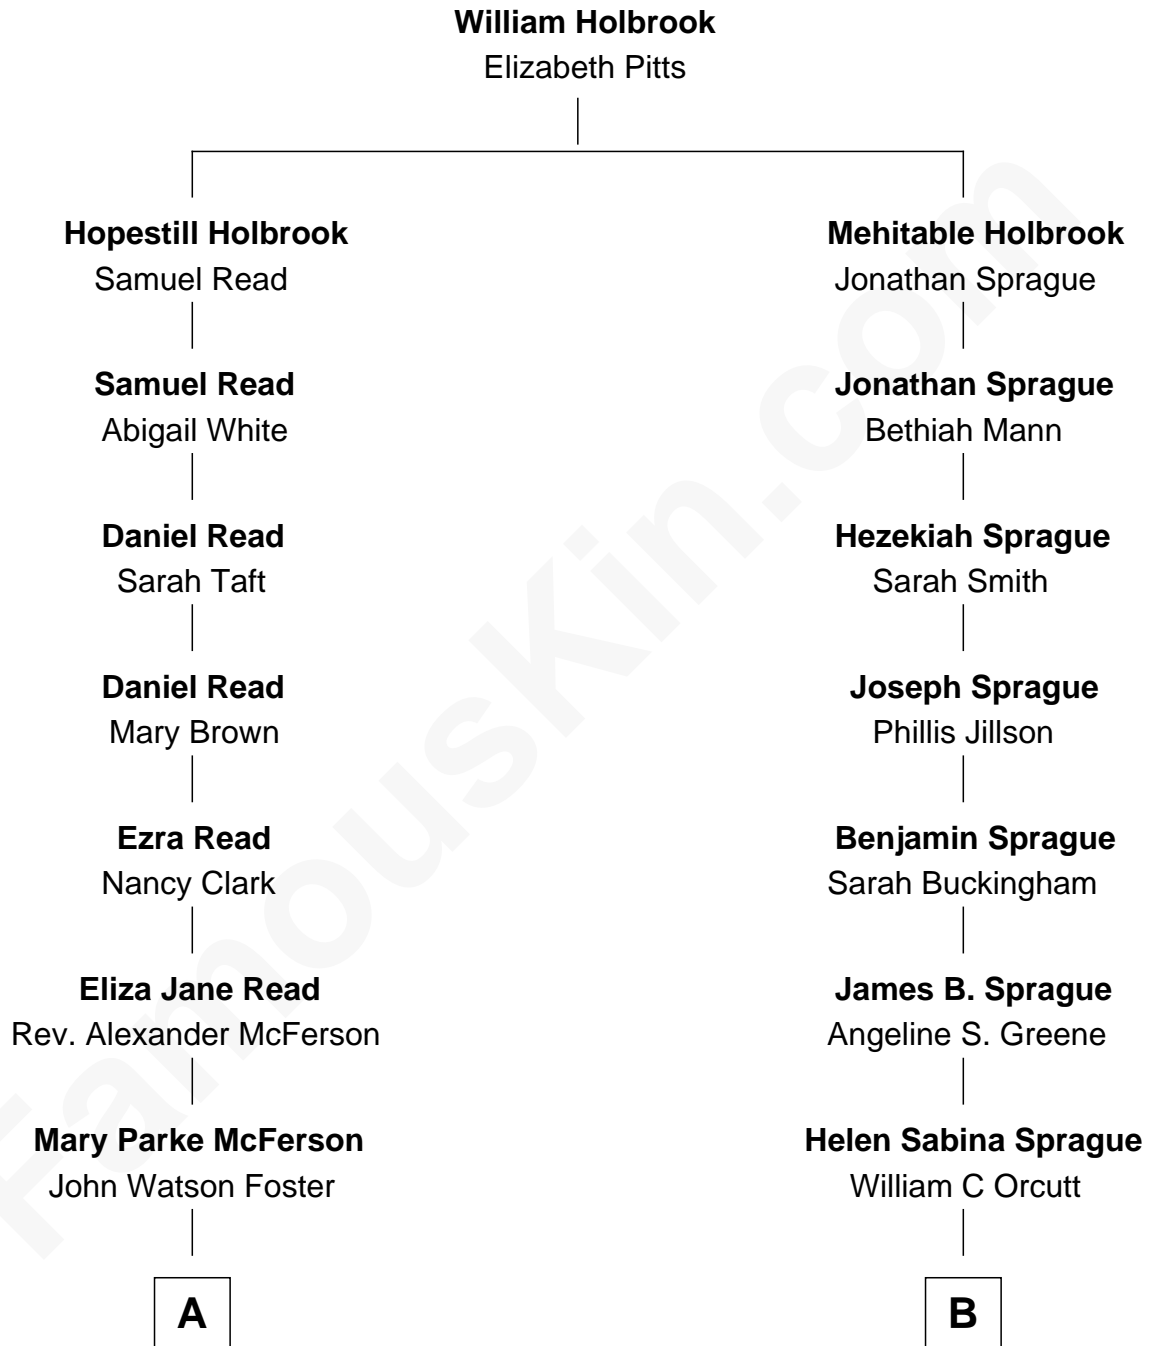 William Holbrook
Elizabeth Pitts
Hopestill Holbrook
Samuel Read
Mehitable Holbrook
Jonathan Sprague
Samuel Read
Abigail White
Jonathan Sprague
Bethiah Mann
Daniel Read
Sarah Taft
Hezekiah Sprague
Sarah Smith
Daniel Read
Mary Brown
Joseph Sprague
Phillis Jillson
Ezra Read
Nancy Clark
Benjamin Sprague
Sarah Buckingham
Eliza Jane Read
Rev. Alexander McFerson
James B. Sprague
Angeline S. Greene
Mary Parke McFerson
John Watson Foster
Helen Sabina Sprague
William C Orcutt
A
B
FamousKin.com